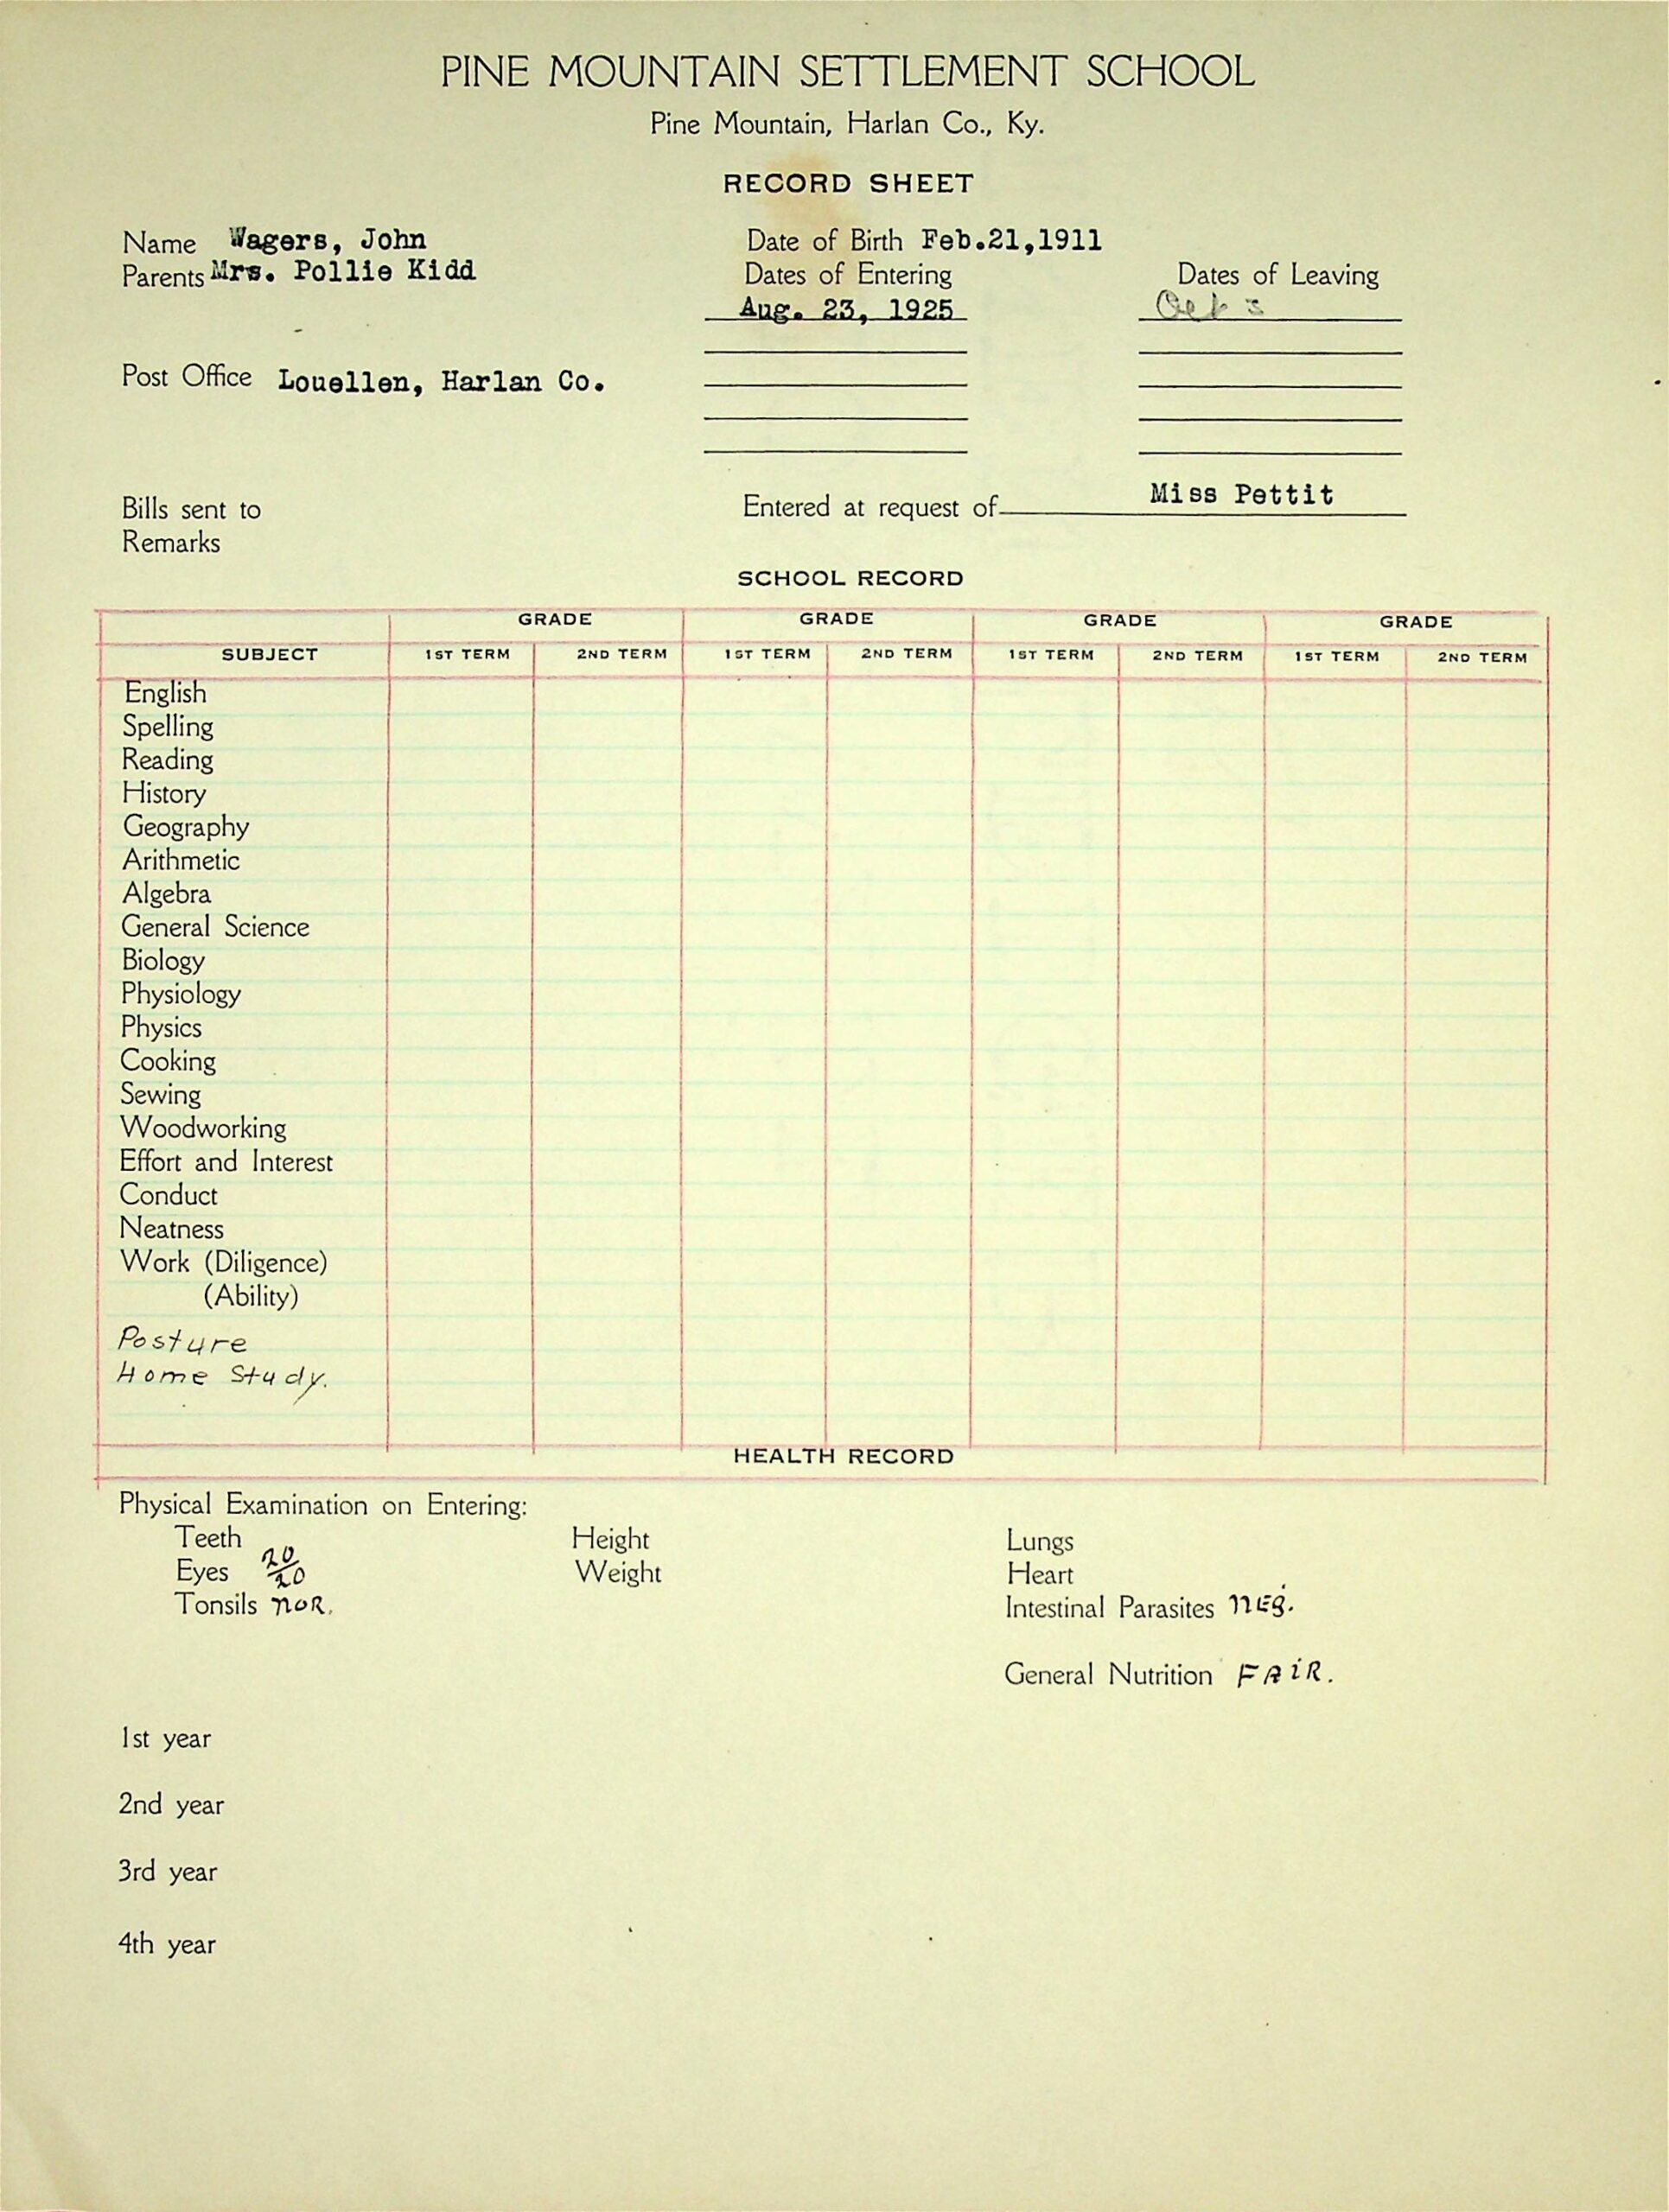 PINE MOUNTAIN SETTLEMENT SCHOOL
Pine Mountain, Harlan Co., Ky.
RECORD SHEET
Name Wagers, John
Date of Birth Feb.21,1911
Parents Mrs. Pollie Kidd
Dates of Entering
Dates of Leaving
Aug. 23, 1925
Oct 3
Post Office Louellen, Harlan Co.
Bills sent to
Entered at request of Miss Pettit
Remarks
SCHOOL RECORD
GRADE GRADE GRADE GRADE
SUBJECT 1ST TERM 2ND TERM 1ST TERM 2ND TERM 1ST TERM 2ND TERM 1ST TERM 2ND TERM
English
Spelling
Reading
History
Geography
Arithmetic
Algebra
General Science
Biology
Physiology
Physics
Cooking
Sewing
Woodworking
Effort and Interest
Conduct
Neatness
Work (Diligence)
(Ability)
Posture
Home Study.
HEALTH RECORD
Physical Examination on Entering:
Teeth Height Lungs
Eyes 20/20 Weight Heart
Tonsils NOR. Intestinal Parasites NEG.
General Nutrition FAIR.
1st year
2nd year
3rd year
4th year